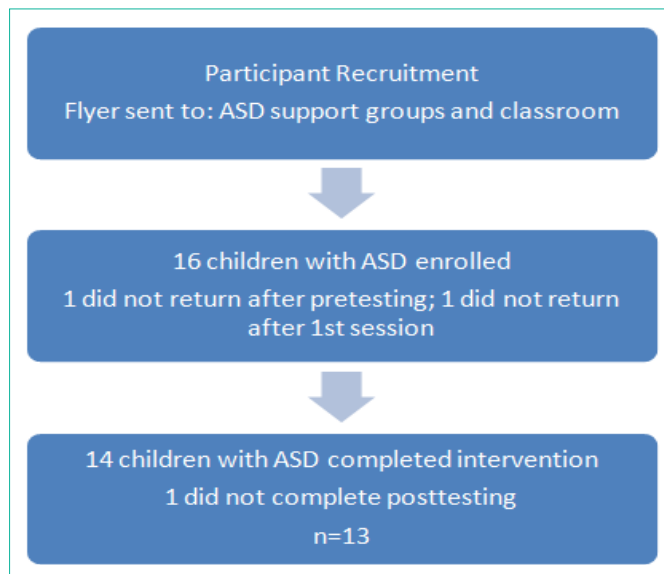 Participant Recruitment
Flyer sent to: ASD support groups and classroom
16 children with ASD enrolled
1 did not return after pretesting; 1 did not return
after 1st session
14 children with ASD completed intervention
1 did not complete posttesting
n=13